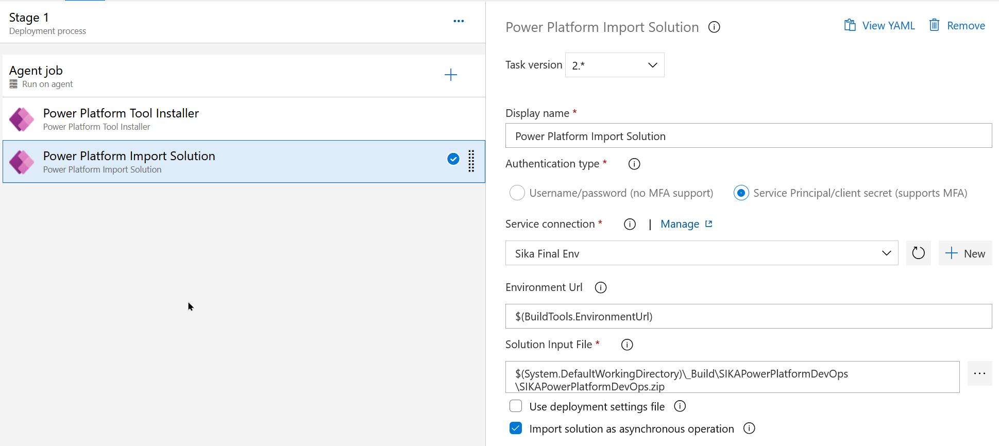 Stage 1
Deployment process
Agent job
Run on agent
Power Platform Tool Installer
Power Platform Tool Installer
Power Platform Import Solution
Power Platform Import Solution
Power Platform Import Solution
View YAML
Remove
Task version
2.*
Display name *
Power Platform Import Solution
Authentication type *
Username/password (no MFA support)
Service Principal/client secret (supports MFA)
Service connection *
|
Manage
Sika Final Env
New
Environment Url
$(BuildTools.EnvironmentUrl)
Solution Input File *
$(System.DefaultWorkingDirectory)\_Build\SIKAPowerPlatformDevOps
\SIKAPowerPlatformDevOps.zip
Use deployment settings file
Import solution as asynchronous operation